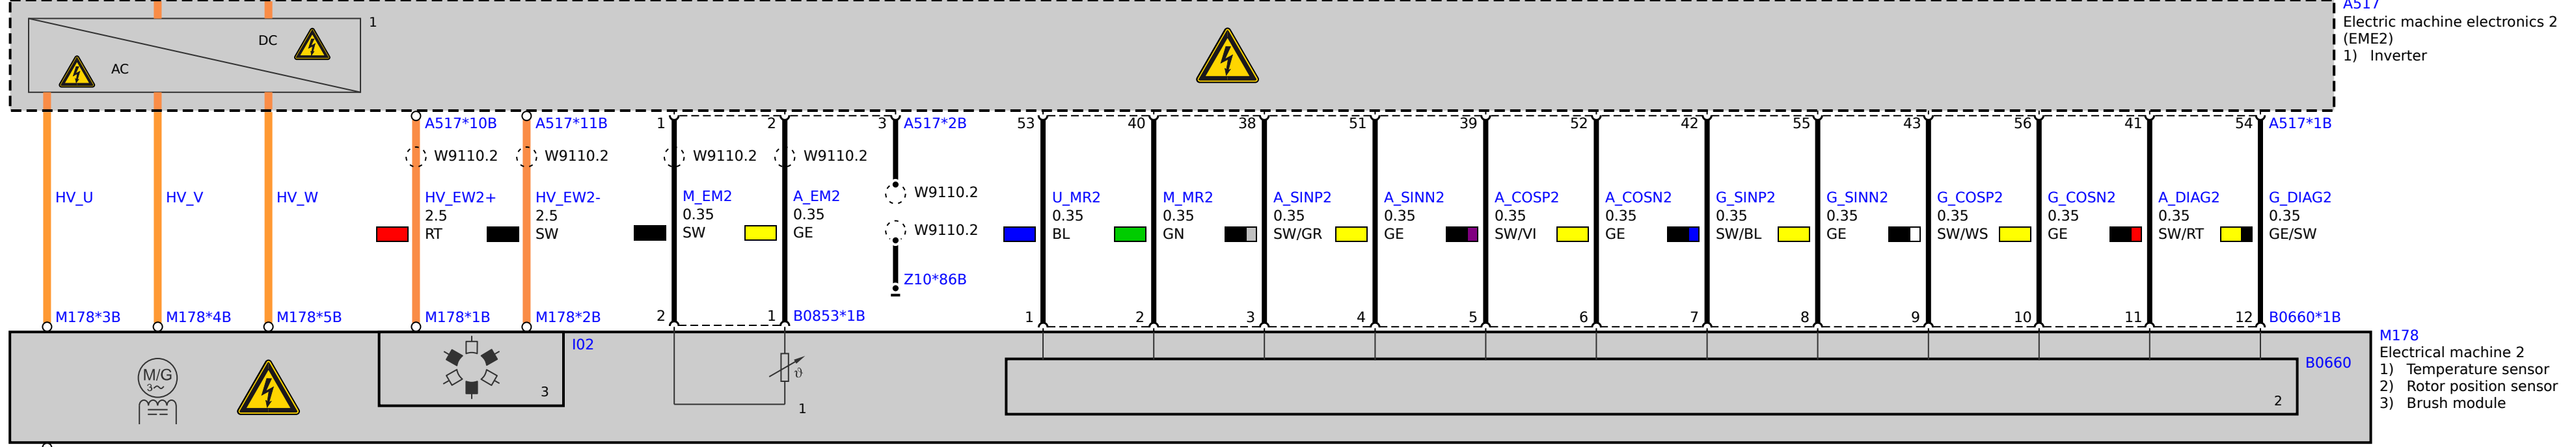 A517
Electric machine electronics 2
(EME2)
1) Inverter
DC
1
AC
A517*10B
A517*11B
1
2
3
A517*2B
53
40
38
51
39
52
42
55
43
56
41
54
A517*1B
W9110.2
W9110.2
W9110.2
W9110.2
W9110.2
W9110.2
HV_U
HV_V
HV_W
HV_EW2+
2.5
RT
HV_EW2-
2.5
SW
M_EM2
0.35
SW
A_EM2
0.35
GE
Z10*86B
U_MR2
0.35
BL
M_MR2
0.35
GN
A_SINP2
0.35
SW/GR
A_SINN2
0.35
GE
A_COSP2
0.35
SW/VI
A_COSN2
0.35
GE
G_SINP2
0.35
SW/BL
G_SINN2
0.35
GE
G_COSP2
0.35
SW/WS
G_COSN2
0.35
GE
A_DIAG2
0.35
SW/RT
G_DIAG2
0.35
GE/SW
M178*3B
M178*4B
M178*5B
M178*1B
M178*2B
2
1
B0853*1B
1
2
3
4
5
6
7
8
9
10
11
12
B0660*1B
M178
Electrical machine 2
1) Temperature sensor
2) Rotor position sensor
3) Brush module
I02
M/G
3~
3
ϑ
1
B0660
2